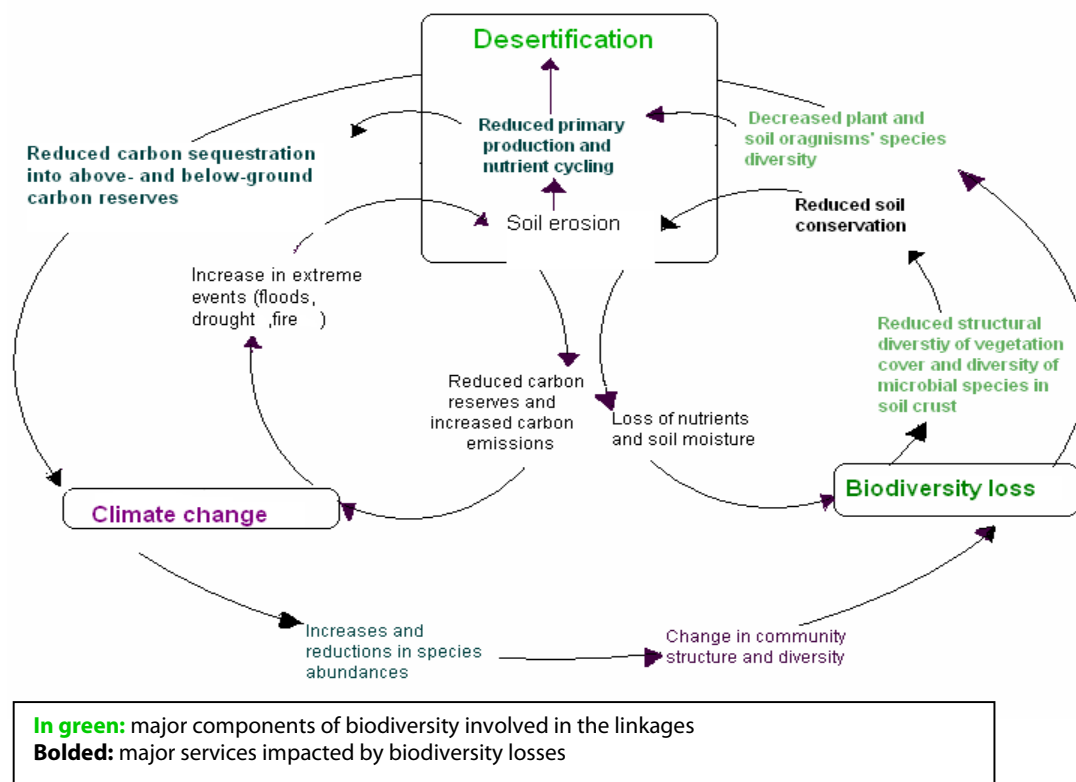 Desertification
Reduced primary
production and
nutrient cycling
Soil erosion
Decreased plant and
soil oragnisms' species
diversity
Reduced carbon sequestration
into above- and below-ground
carbon reserves
Reduced soil
conservation
Increase in extreme
events (floods,
drought ,fire )
Reduced structural
diverstiy of vegetation
cover and diversity of
microbial species in
soil crust
Reduced carbon
reserves and
increased carbon
emissions
Loss of nutrients
and soil moisture
Climate change
Biodiversity loss
Increases and
reductions in species
abundances
Change in community
structure and diversity
In green: major components of biodiversity involved in the linkages
Bolded: major services impacted by biodiversity losses